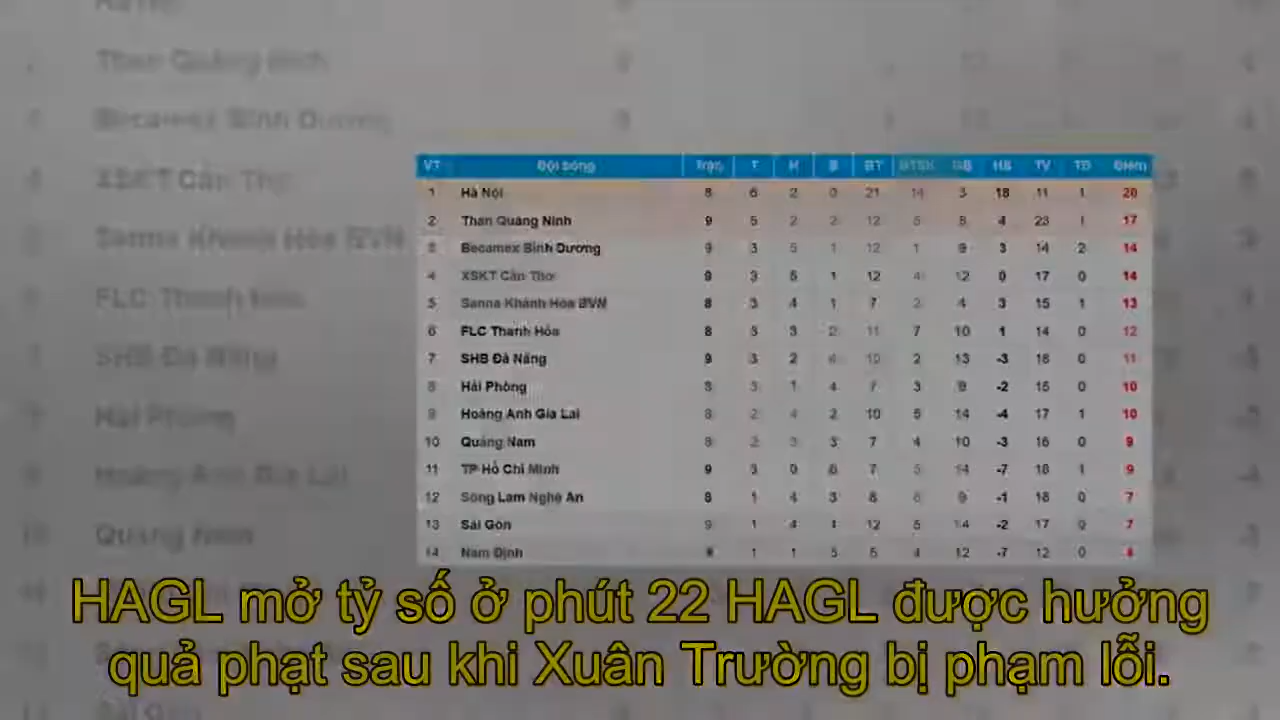 VT Đội bóng Trận T H B BT BTSK BB HS TV TĐ Điểm
1 Hà Nội 8 6 2 0 21 14 3 18 11 1 20
2 Than Quảng Ninh 9 5 2 2 12 5 8 4 23 1 17
3 Becamex Bình Dương 9 3 5 1 12 1 9 3 14 2 14
4 XSKT Cần Thơ 9 3 5 1 12 4 12 0 17 0 14
5 Sanna Khánh Hòa BVN 8 3 4 1 7 2 4 3 15 1 13
6 FLC Thanh Hóa 8 3 3 2 11 7 10 1 14 0 12
7 SHB Đà Nẵng 9 3 2 4 10 2 13 -3 18 0 11
8 Hải Phòng 8 3 1 4 7 3 9 -2 15 0 10
9 Hoàng Anh Gia Lai 8 2 4 2 10 5 14 -4 17 1 10
10 Quảng Nam 8 2 3 3 7 4 10 -3 16 0 9
11 TP Hồ Chí Minh 9 3 0 6 7 5 14 -7 18 1 9
12 Sông Lam Nghệ An 8 1 4 3 8 6 9 -1 18 0 7
13 Sài Gòn 9 1 4 4 12 5 14 -2 17 0 7
14 Nam Định 1 1 5 5 4 12 -7 12 0 4
HAGL mở tỷ số ở phút 22 HAGL được hưởng
quả phạt sau khi Xuân Trường bị phạm lỗi.